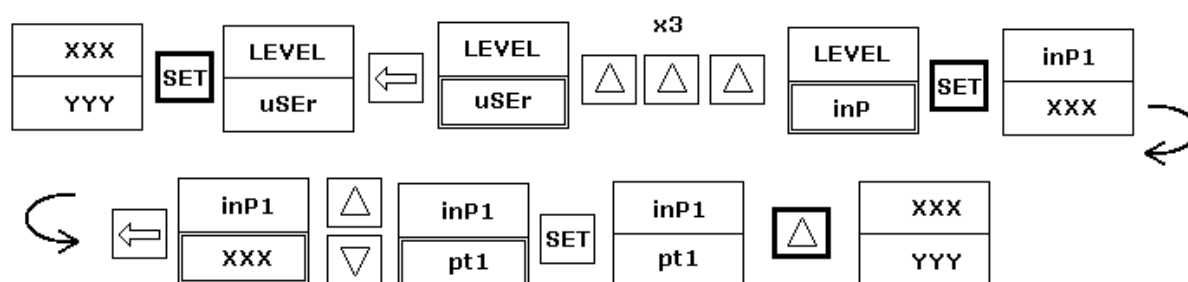 x3
XXX SET LEVEL LEVEL LEVEL SET inP1
YYY uSEr uSEr inP XXX
inP1 inP1 SET inP1 XXX
XXX pt1 pt1 YYY